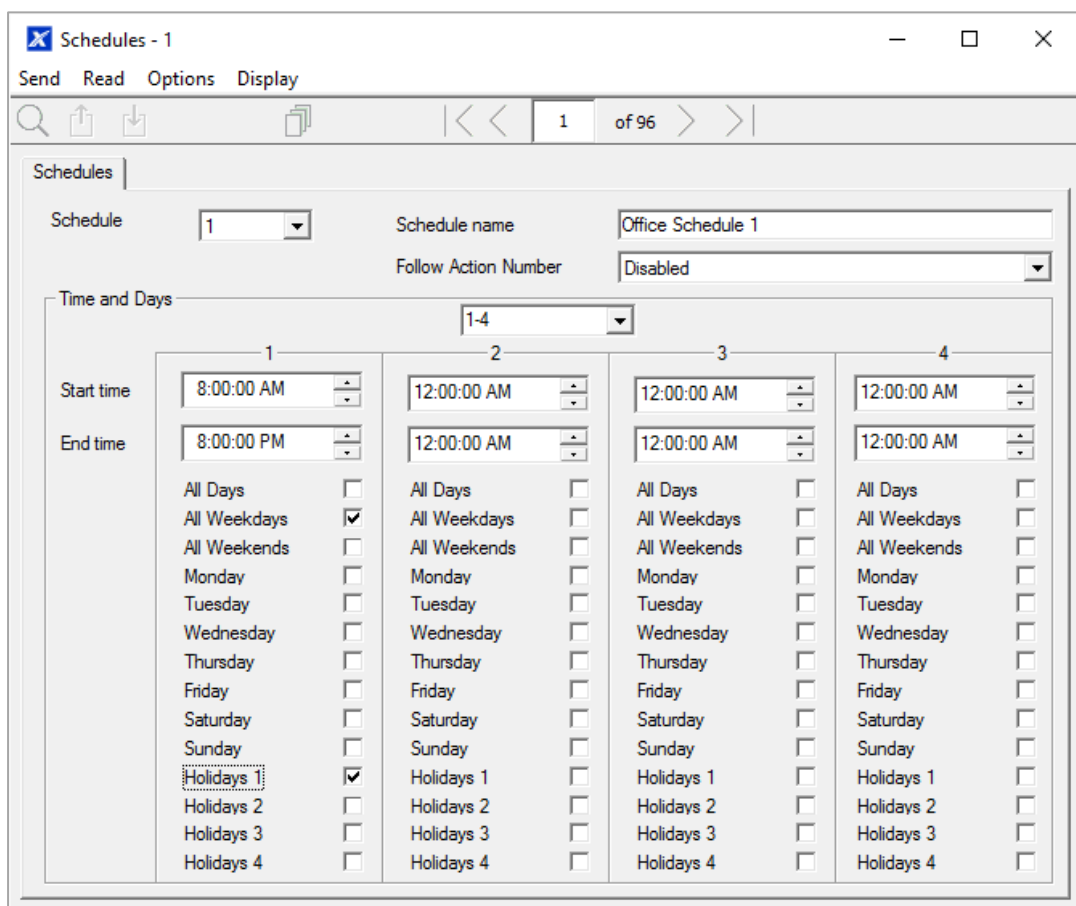 Schedules - 1
Send Read Options Display
1 of 96
Schedules
Schedule 1 Schedule name Office Schedule 1
Follow Action Number Disabled
Time and Days
1-4
1 2 3 4
Start time 8:00:00 AM 12:00:00 AM 12:00:00 AM 12:00:00 AM
End time 8:00:00 PM 12:00:00 AM 12:00:00 AM 12:00:00 AM
All Days All Days All Days All Days
All Weekdays All Weekdays All Weekdays All Weekdays
All Weekends All Weekends All Weekends All Weekends
Monday Monday Monday Monday
Tuesday Tuesday Tuesday Tuesday
Wednesday Wednesday Wednesday Wednesday
Thursday Thursday Thursday Thursday
Friday Friday Friday Friday
Saturday Saturday Saturday Saturday
Sunday Sunday Sunday Sunday
Holidays 1 Holidays 1 Holidays 1 Holidays 1
Holidays 2 Holidays 2 Holidays 2 Holidays 2
Holidays 3 Holidays 3 Holidays 3 Holidays 3
Holidays 4 Holidays 4 Holidays 4 Holidays 4